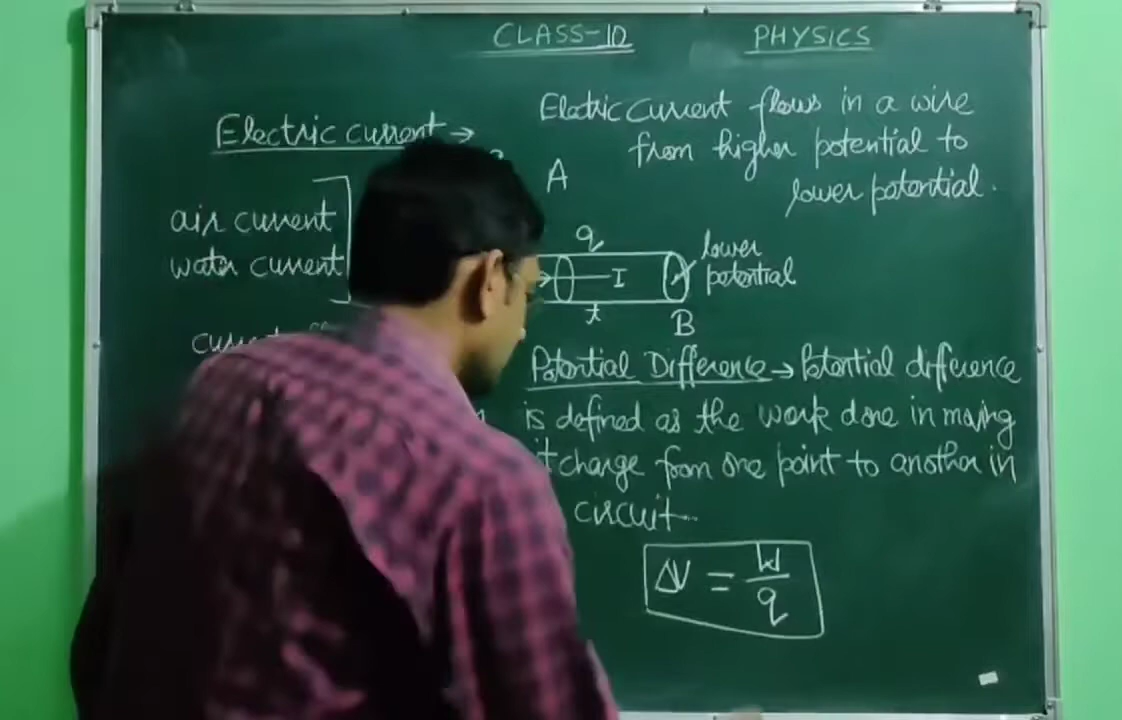 CLASS-10 PHYSICS
Electric current →
air current
water current
Electric current flows in a wire
from higher potential to
lower potential.
A
q
I
lower
potential
t
B
Potential Difference → Potential difference
is defined as the work done in moving
charge from one point to another in
circuit.
ΔV = W/q